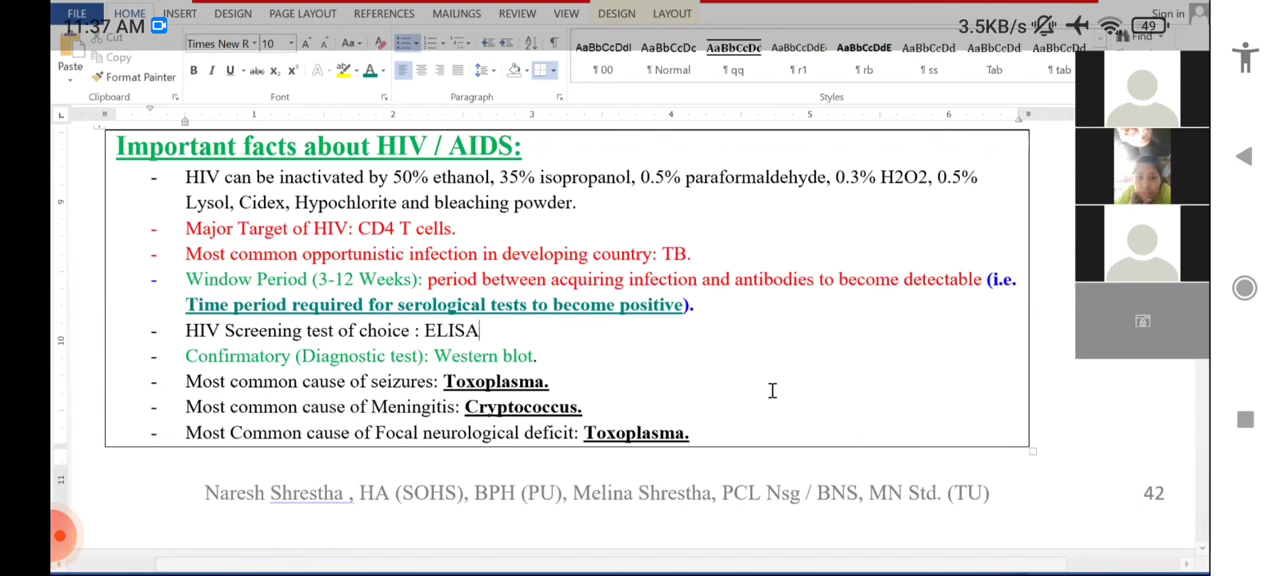 11:37 AM
3.5KB/s
49
FILE HOME INSERT DESIGN PAGE LAYOUT REFERENCES MAILINGS REVIEW VIEW DESIGN LAYOUT Sign in
Cut
Copy
Paste
Format Painter
Times New R 10
AaBbCcDdI AaBbCcDc AaBbCcDc AaBbCcDdE AaBbCcDdE AaBbCcDd AaBbCcDd AaBbCcDd
Find
¶ 00 ¶ Normal ¶ qq ¶ r1 ¶ rb ¶ ss Tab ¶ tab
Clipboard Font Paragraph Styles
1 2 3 4 5 6
Important facts about HIV / AIDS:
- HIV can be inactivated by 50% ethanol, 35% isopropanol, 0.5% paraformaldehyde, 0.3% H2O2, 0.5%
Lysol, Cidex, Hypochlorite and bleaching powder.
- Major Target of HIV: CD4 T cells.
- Most common opportunistic infection in developing country: TB.
- Window Period (3-12 Weeks): period between acquiring infection and antibodies to become detectable (i.e.
Time period required for serological tests to become positive).
- HIV Screening test of choice : ELISA
- Confirmatory (Diagnostic test): Western blot.
- Most common cause of seizures: Toxoplasma.
- Most common cause of Meningitis: Cryptococcus.
- Most Common cause of Focal neurological deficit: Toxoplasma.
Naresh Shrestha , HA (SOHS), BPH (PU), Melina Shrestha, PCL Nsg / BNS, MN Std. (TU) 42